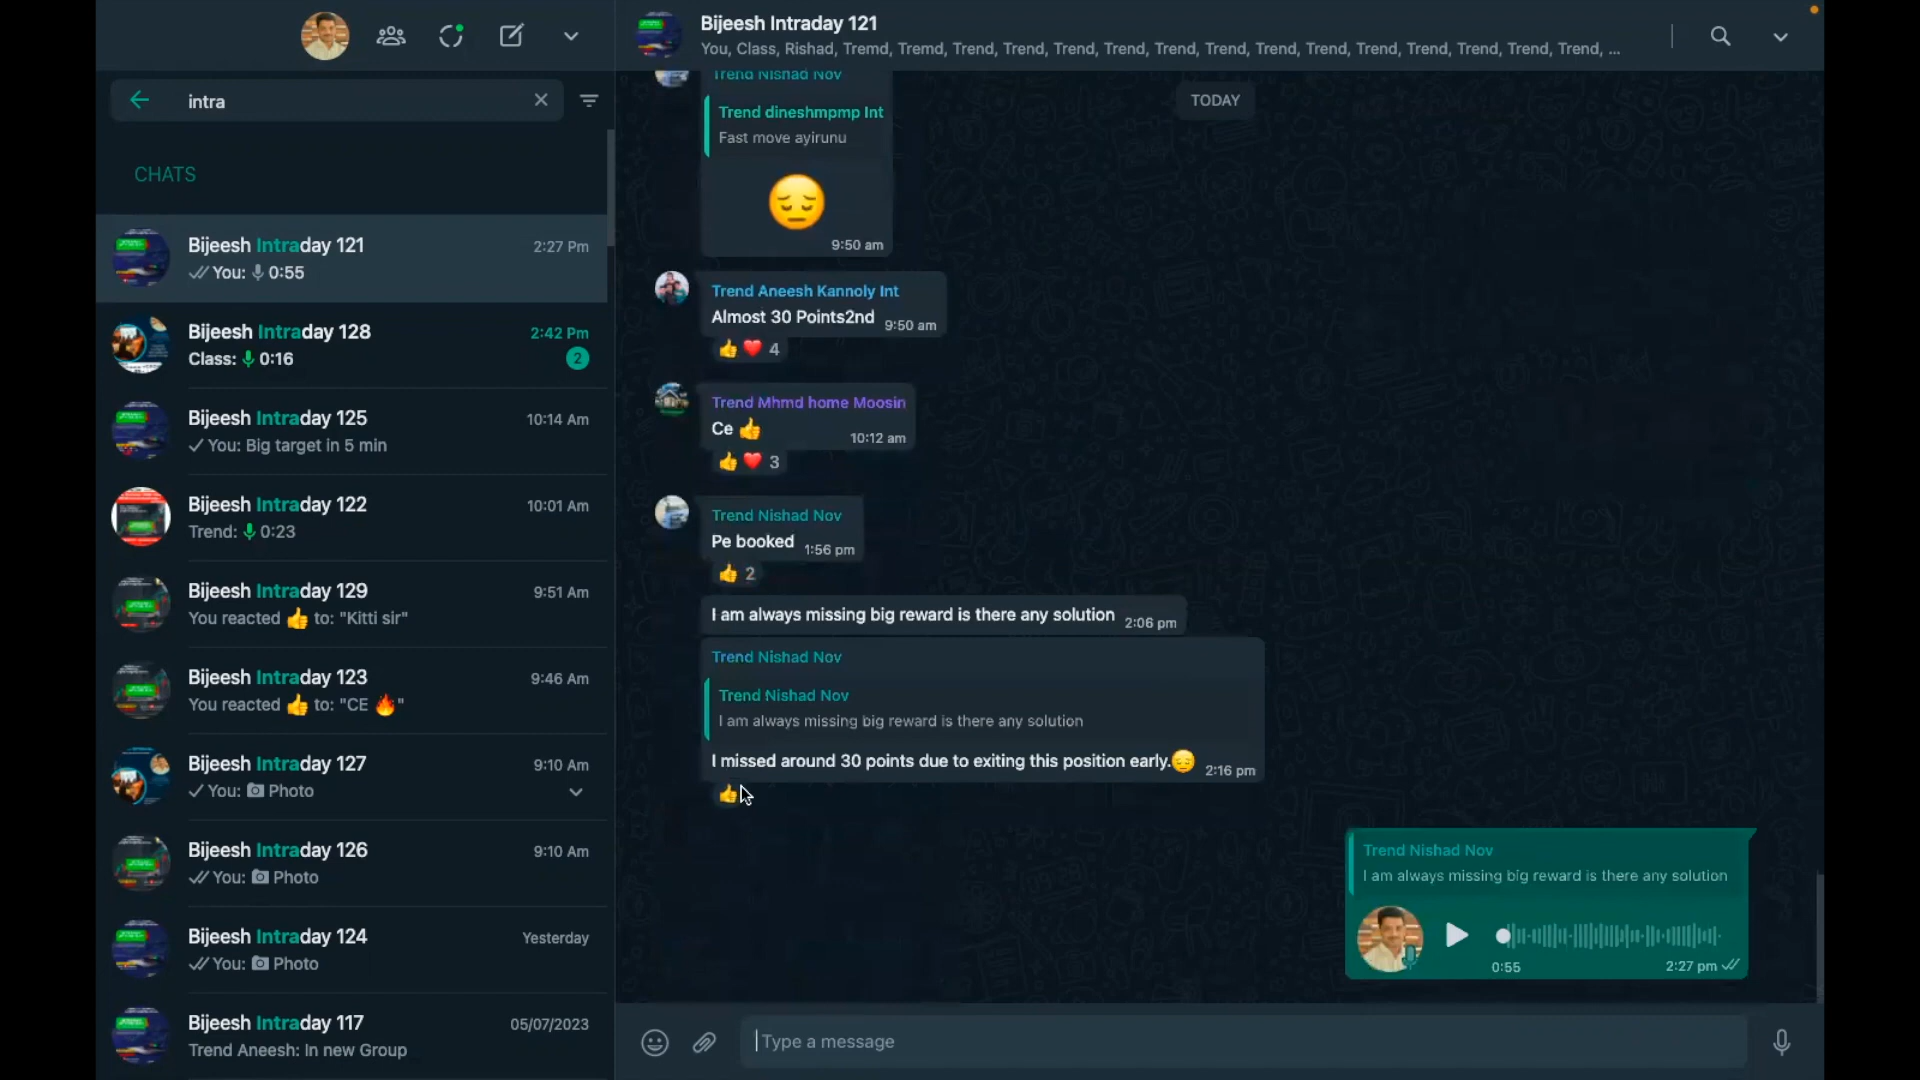 intra
CHATS
Bijeesh Intraday 121
2:27 Pm
You: 0:55
Bijeesh Intraday 128
2:42 Pm
Class: 0:16
2
Bijeesh Intraday 125
10:14 Am
You: Big target in 5 min
Bijeesh Intraday 122
10:01 Am
Trend: 0:23
Bijeesh Intraday 129
9:51 Am
You reacted 👍 to: "Kitti sir"
Bijeesh Intraday 123
9:46 Am
You reacted 👍 to: "CE 🔥"
Bijeesh Intraday 127
9:10 Am
You: Photo
Bijeesh Intraday 126
9:10 Am
You: Photo
Bijeesh Intraday 124
Yesterday
You: Photo
Bijeesh Intraday 117
05/07/2023
Trend Aneesh: In new Group
Bijeesh Intraday 121
You, Class, Rishad, Tremd, Tremd, Trend, Trend, Trend, Trend, Trend, Trend, Trend, Trend, Trend, Trend, Trend, Trend, Trend, ...
Trend Nishad Nov
TODAY
Trend dineshmpmp Int
Fast move ayirunu
😔
9:50 am
Trend Aneesh Kannoly Int
Almost 30 Points2nd 9:50 am
👍❤️ 4
Trend Mhmd home Moosin
Ce 👍 10:12 am
👍❤️ 3
Trend Nishad Nov
Pe booked 1:56 pm
👍 2
I am always missing big reward is there any solution 2:06 pm
Trend Nishad Nov
Trend Nishad Nov
I am always missing big reward is there any solution
I missed around 30 points due to exiting this position early.😔 2:16 pm
👍
Trend Nishad Nov
I am always missing big reward is there any solution
0:55
2:27 pm
Type a message